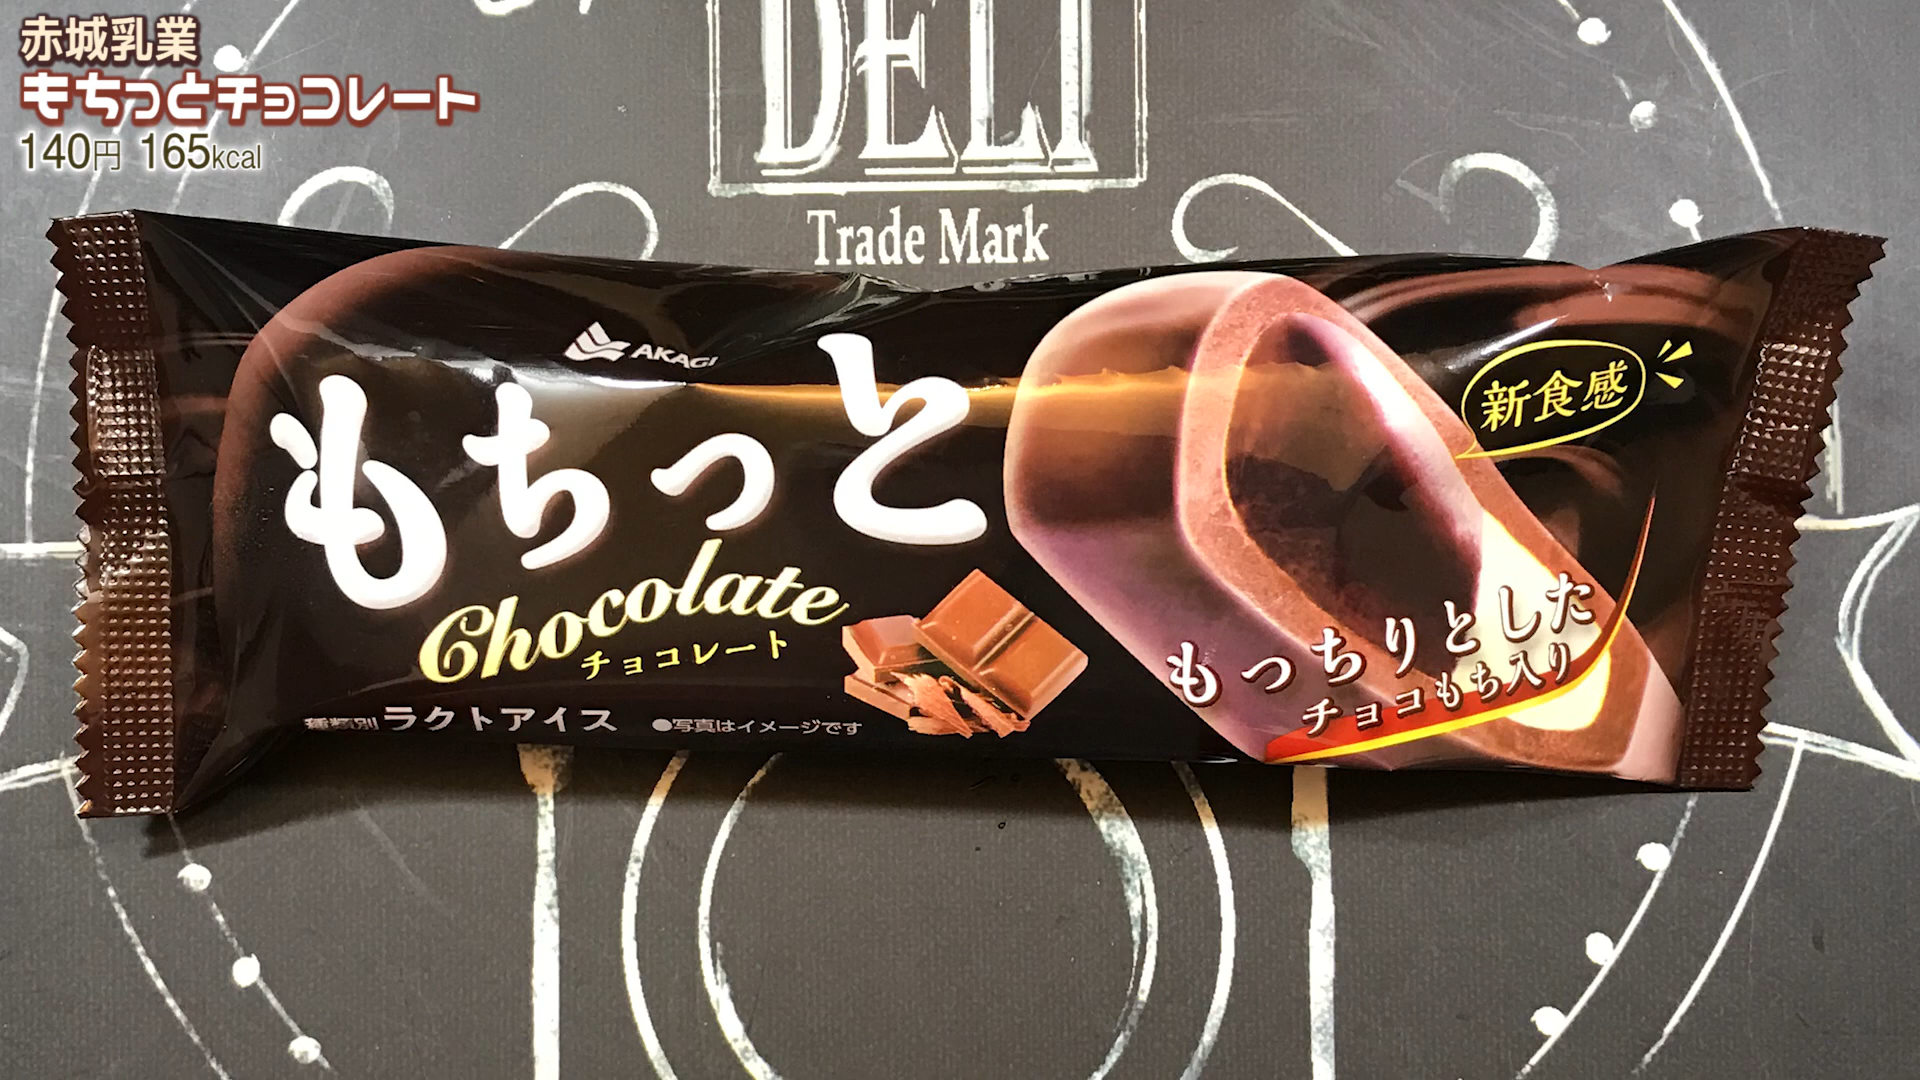 赤城乳業
もちっとチョコレート
140円 165kcal
DELI
Trade Mark
AKAGI
もちっと
Chocolate
チョコレート
種類別 ラクトアイス ●写真はイメージです
新食感
もっちりとした
チョコもち入り